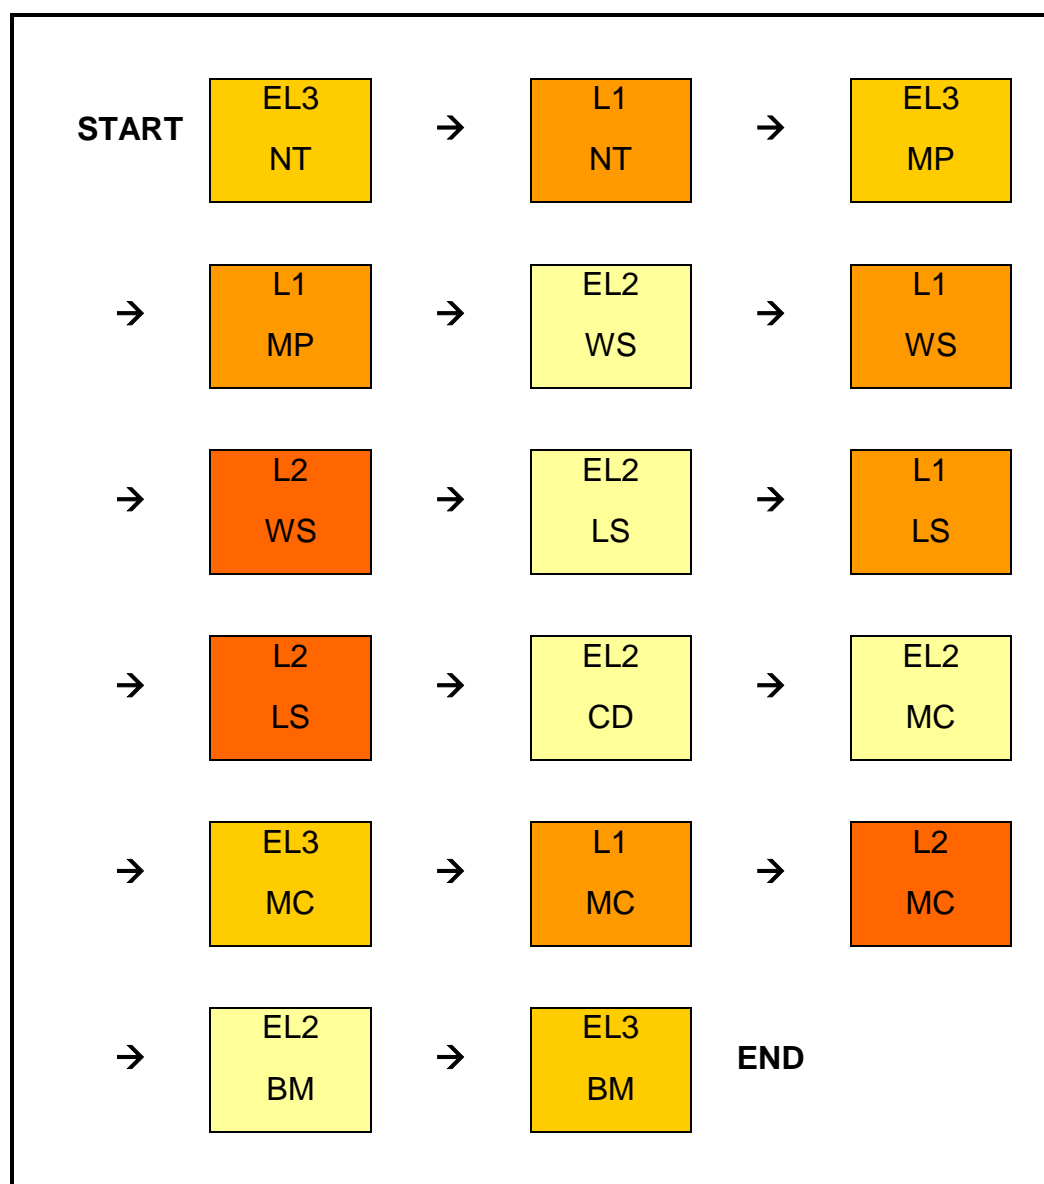 START
EL3
NT
→
L1
NT
→
EL3
MP
→
L1
MP
→
EL2
WS
→
L1
WS
→
L2
WS
→
EL2
LS
→
L1
LS
→
L2
LS
→
EL2
CD
→
EL2
MC
→
EL3
MC
→
L1
MC
→
L2
MC
→
EL2
BM
→
EL3
BM
END